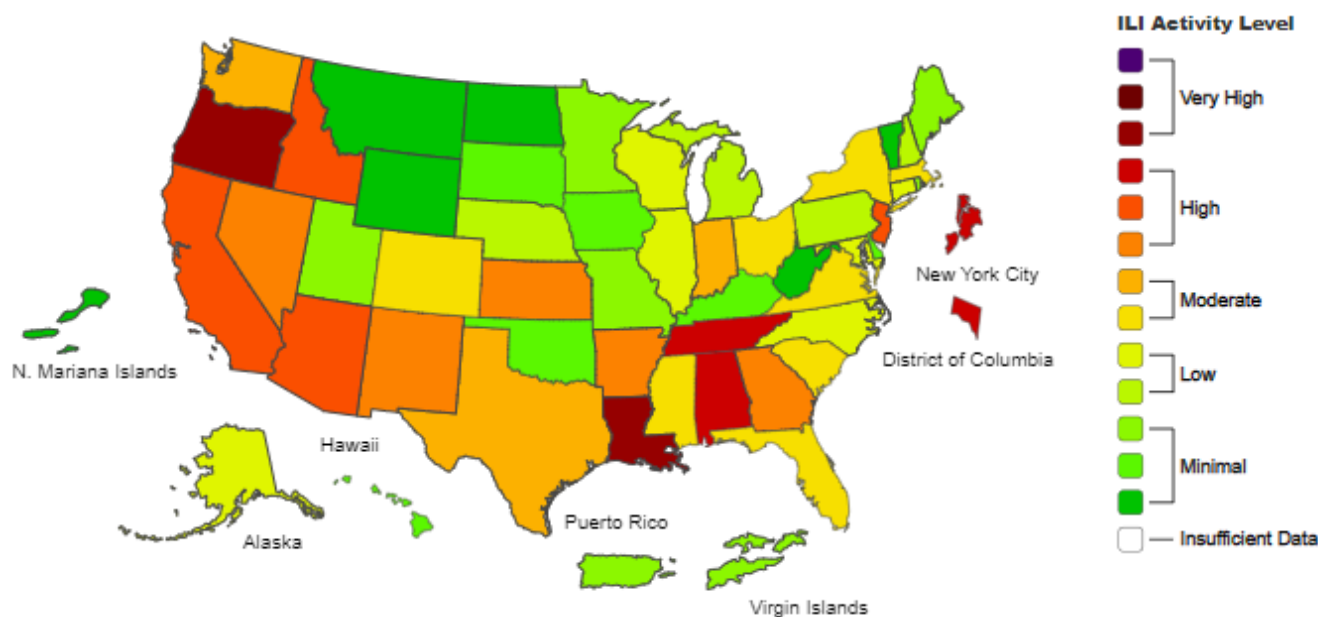 ILI Activity Level
Very High
High
Moderate
Low
Minimal
Insufficient Data
New York City
District of Columbia
N. Mariana Islands
Hawaii
Alaska
Puerto Rico
Virgin Islands